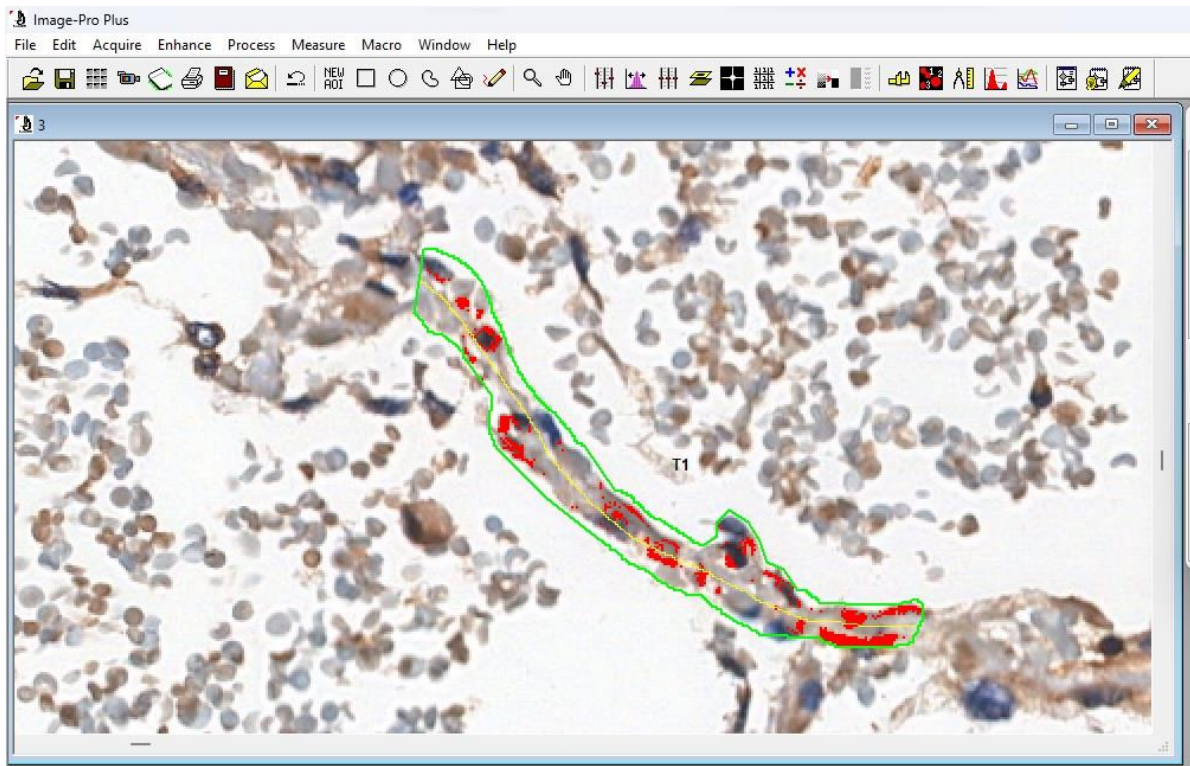 Image-Pro Plus
File Edit Acquire Enhance Process Measure Macro Window Help
NEW
AOI
3
T1